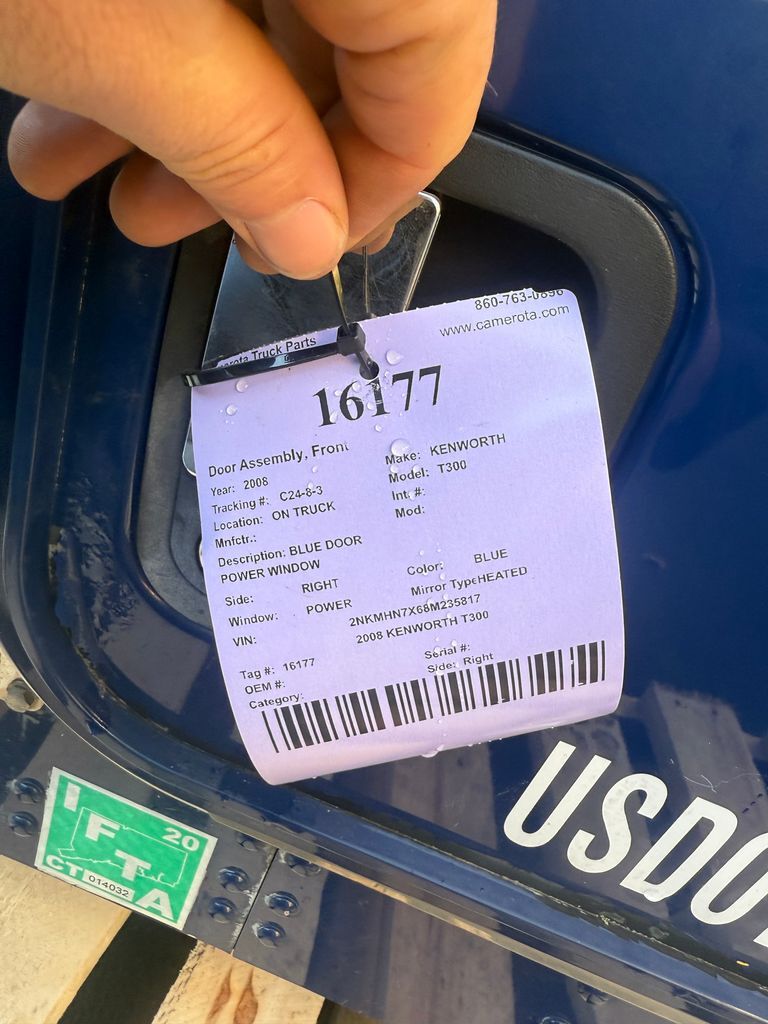 860-763-0896
www.camerota.com
Truck Parts
16177
Door Assembly, Front
Make: KENWORTH
Year: 2008
Model: T300
Tracking #: C24-8-3
Int. #:
Location: ON TRUCK
Mod:
Mnfctr.:
Description: BLUE DOOR
POWER WINDOW
Color: BLUE
Side: RIGHT
Mirror Type HEATED
Window: POWER
2NKMHN7X68M235817
VIN: 2008 KENWORTH T300
Tag #: 16177
Serial #:
OEM #:
Side: Right
Category:
USDO
I
F 20
T
CT 014032 A